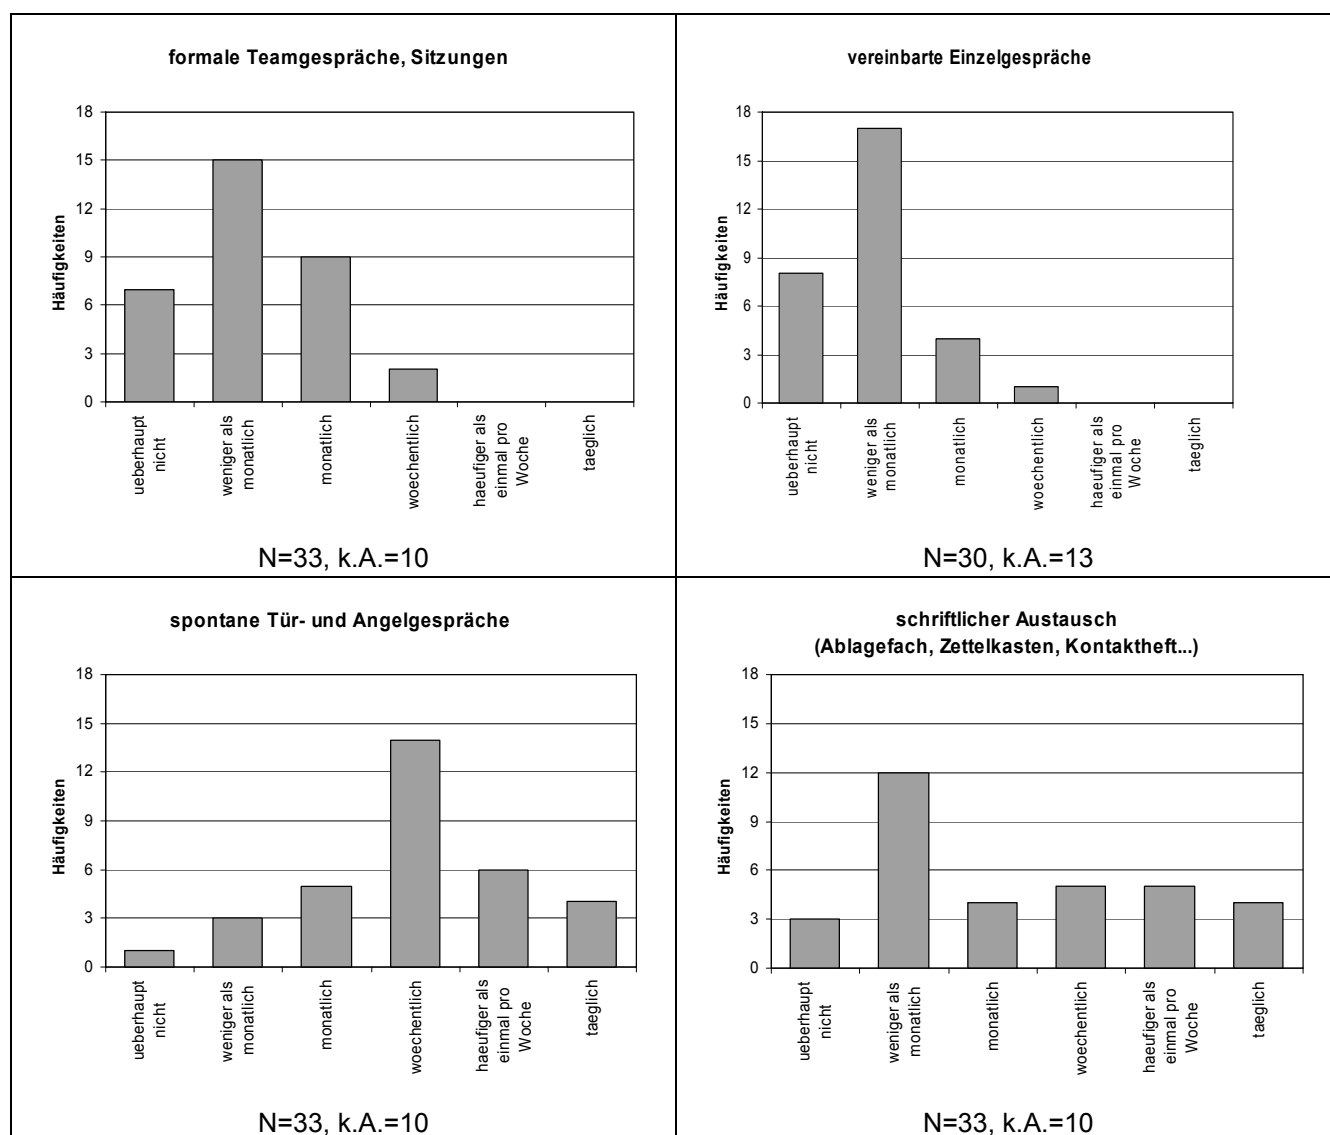 formale Teamgespräche, Sitzungen
Häufigkeiten
18
15
12
9
6
3
0
ueberhaupt
nicht
weniger als
monatlich
monatlich
woechentlich
haeufiger als
einmal pro
Woche
taeglich
N=33, k.A.=10
vereinbarte Einzelgespräche
Häufigkeiten
18
15
12
9
6
3
0
ueberhaupt
nicht
weniger als
monatlich
monatlich
woechentlich
haeufiger als
einmal pro
Woche
taeglich
N=30, k.A.=13
spontane Tür- und Angelgespräche
Häufigkeiten
18
15
12
9
6
3
0
ueberhaupt
nicht
weniger als
monatlich
monatlich
woechentlich
haeufiger als
einmal pro
Woche
taeglich
N=33, k.A.=10
schriftlicher Austausch
(Ablagefach, Zettelkasten, Kontaktheft...)
Häufigkeiten
18
15
12
9
6
3
0
ueberhaupt
nicht
weniger als
monatlich
monatlich
woechentlich
haeufiger als
einmal pro
Woche
taeglich
N=33, k.A.=10